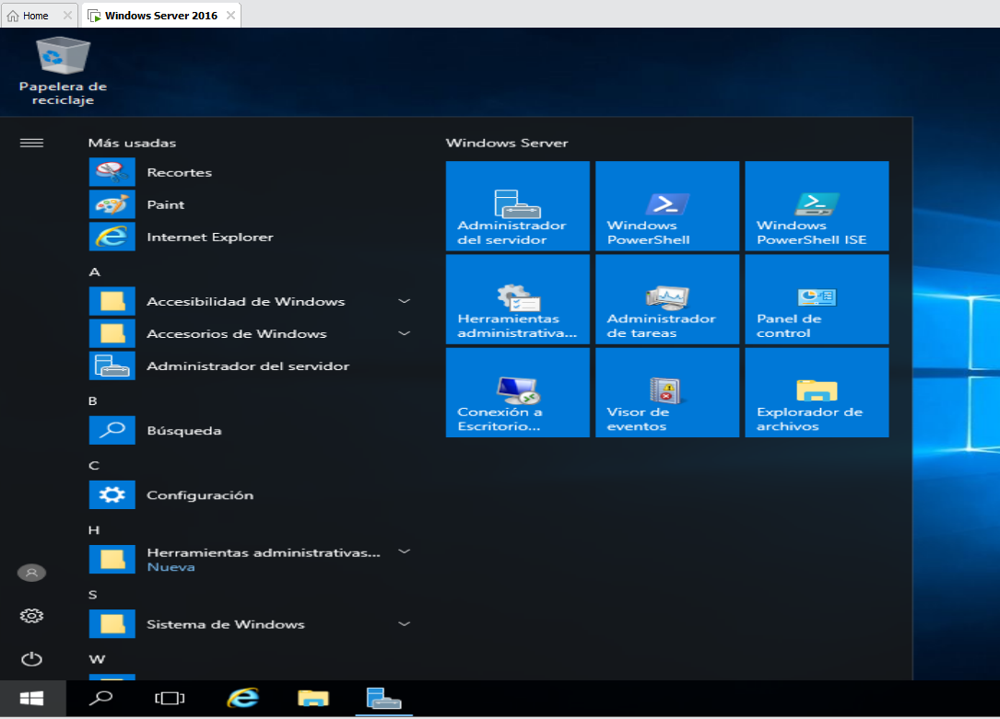 Home
Windows Server 2016
Papelera de
reciclaje
Más usadas
Recortes
Paint
Internet Explorer
A
Accesibilidad de Windows
Accesorios de Windows
Administrador del servidor
B
Búsqueda
C
Configuración
H
Herramientas administrativas...
Nueva
S
Sistema de Windows
W
Windows Server
Administrador
del servidor
Windows
PowerShell
Windows
PowerShell ISE
Herramientas
administrativa...
Administrador
de tareas
Panel de
control
Conexión a
Escritorio...
Visor de
eventos
Explorador de
archivos